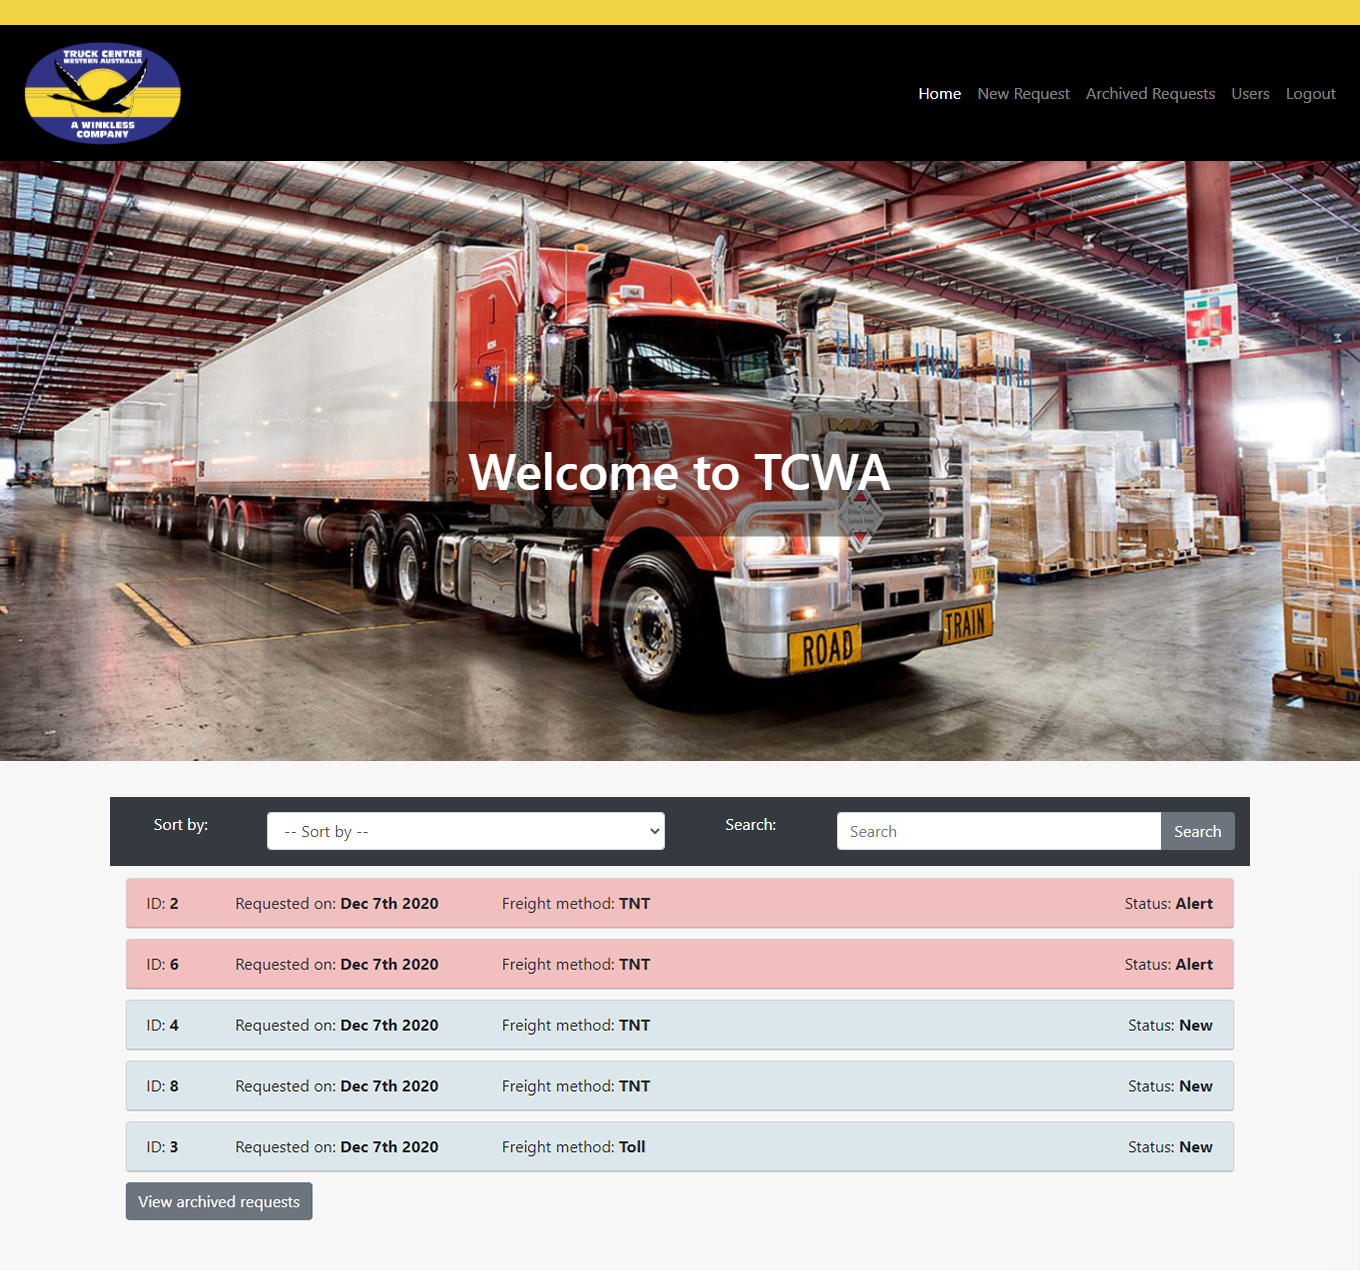 TRUCK CENTRE
WESTERN AUSTRALIA
A WINKLESS
COMPANY
Home New Request Archived Requests Users Logout
Welcome to TCWA
ROAD TRAIN
Sort by: -- Sort by -- Search: Search Search
ID: 2 Requested on: Dec 7th 2020 Freight method: TNT Status: Alert
ID: 6 Requested on: Dec 7th 2020 Freight method: TNT Status: Alert
ID: 4 Requested on: Dec 7th 2020 Freight method: TNT Status: New
ID: 8 Requested on: Dec 7th 2020 Freight method: TNT Status: New
ID: 3 Requested on: Dec 7th 2020 Freight method: Toll Status: New
View archived requests